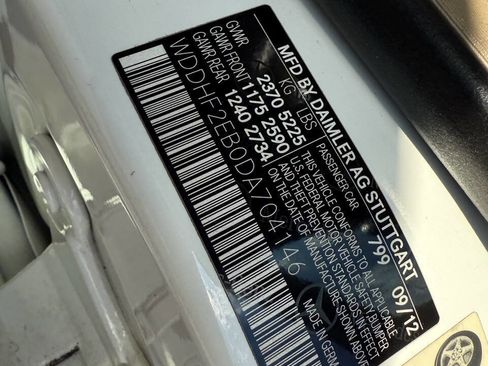 MFD BY DAIMLER AG STUTTGART
799 09/12
KG LBS PASSENGER CAR
GVWR 2370 5225
GAWR FRONT 1175 2590
GAWR REAR 1240 2734
THIS VEHICLE CONFORMS TO ALL APPLICABLE
U.S. FEDERAL MOTOR VEHICLE SAFETY, BUMPER
AND THEFT PREVENTION STANDARDS IN EFFECT
ON THE DATE OF MANUFACTURE SHOWN ABOVE
WDDHF2EB0DA704146
MADE IN GERM